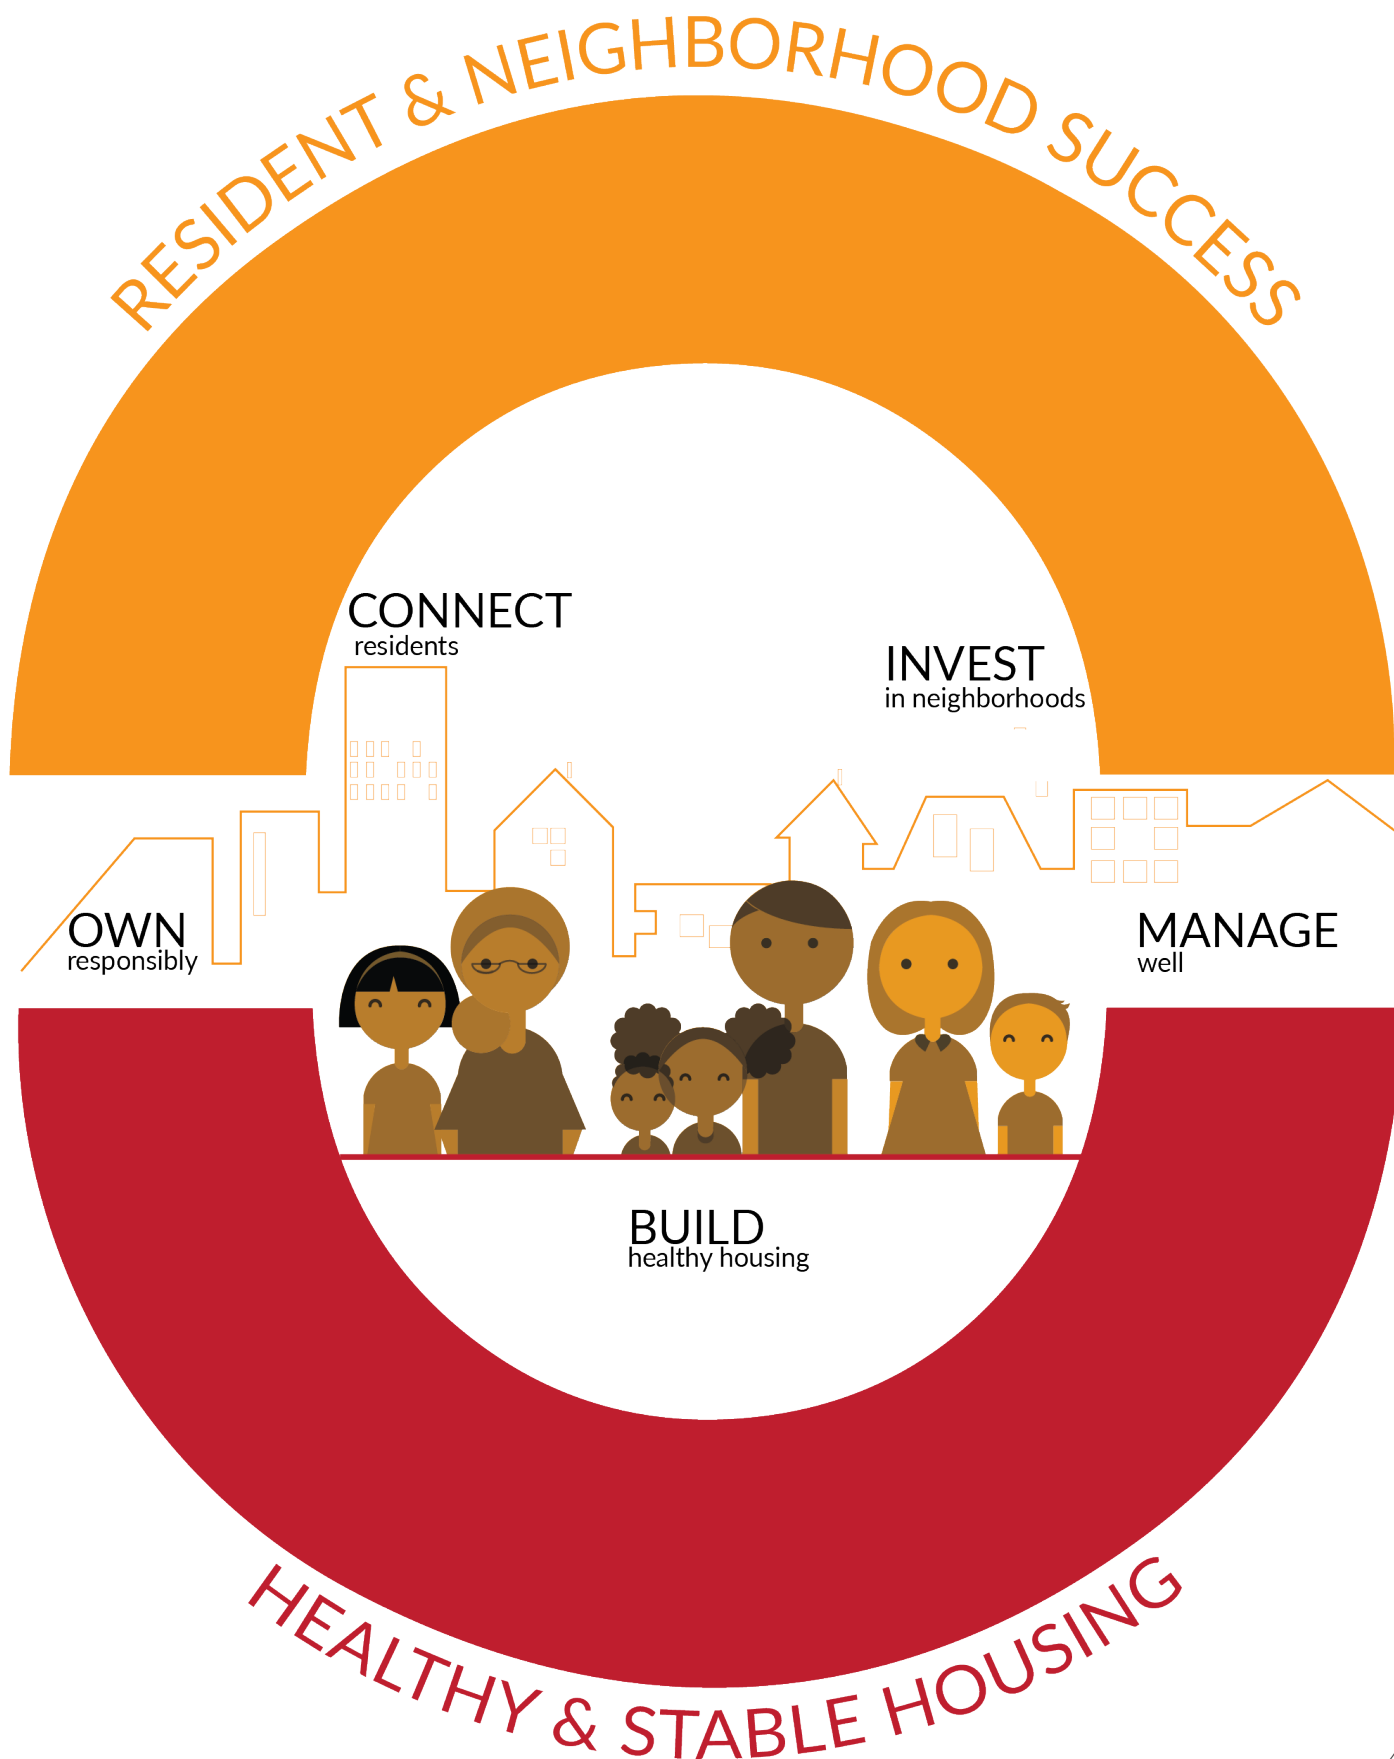 RESIDENT & NEIGHBORHOOD SUCCESS
CONNECT
residents
INVEST
in neighborhoods
OWN
responsibly
MANAGE
well
BUILD
healthy housing
HEALTHY & STABLE HOUSING